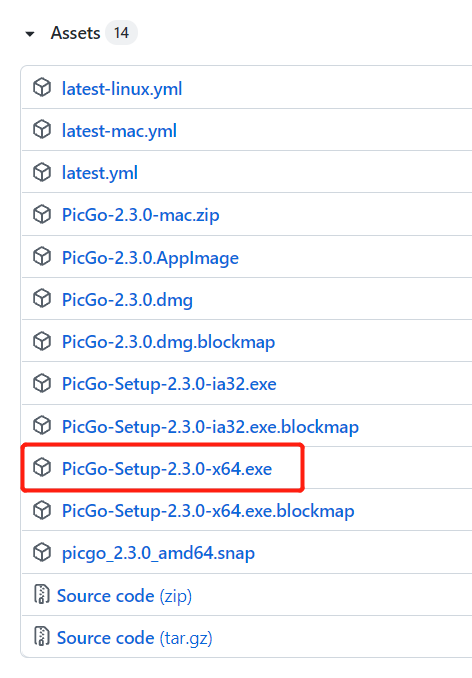 Assets 14
latest-linux.yml
latest-mac.yml
latest.yml
PicGo-2.3.0-mac.zip
PicGo-2.3.0.AppImage
PicGo-2.3.0.dmg
PicGo-2.3.0.dmg.blockmap
PicGo-Setup-2.3.0-ia32.exe
PicGo-Setup-2.3.0-ia32.exe.blockmap
PicGo-Setup-2.3.0-x64.exe
PicGo-Setup-2.3.0-x64.exe.blockmap
picgo_2.3.0_amd64.snap
Source code (zip)
Source code (tar.gz)